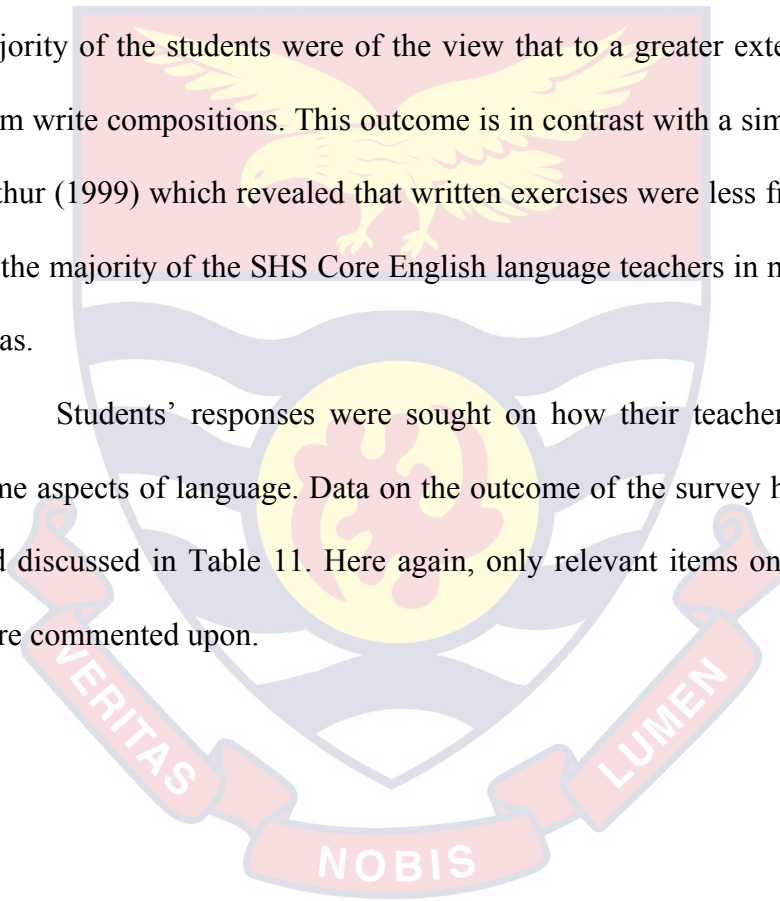 jority of the students were of the view that to a greater exte
m write compositions. This outcome is in contrast with a sim
thur (1999) which revealed that written exercises were less f
the majority of the SHS Core English language teachers in m
as.
Students’ responses were sought on how their teacher
me aspects of language. Data on the outcome of the survey h
d discussed in Table 11. Here again, only relevant items on
re commented upon.
VERITAS
NOBIS
LUMEN